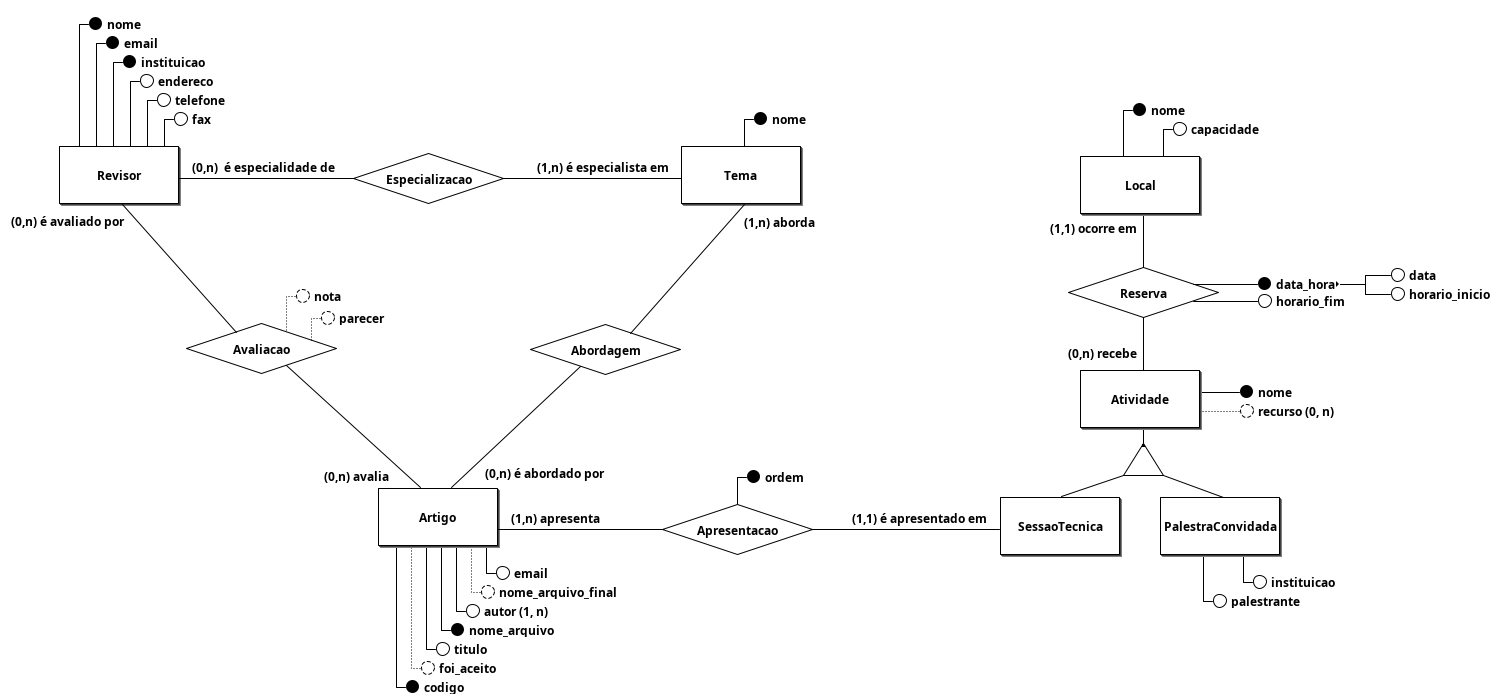 nome
email
instituicao
endereco
telefone
fax
Revisor
(0,n) é especialidade de
Especializacao
(1,n) é especialista em
nome
Tema
(0,n) é avaliado por
(1,n) aborda
nota
parecer
Avaliacao
Abordagem
(0,n) avalia
(0,n) é abordado por
Artigo
(1,n) apresenta
ordem
Apresentacao
(1,1) é apresentado em
email
nome_arquivo_final
autor (1, n)
nome_arquivo
titulo
foi_aceito
codigo
nome
capacidade
Local
(1,1) ocorre em
Reserva
data_hora
data
horario_inicio
horario_fim
(0,n) recebe
Atividade
nome
recurso (0, n)
SessaoTecnica
PalestraConvidada
instituicao
palestrante